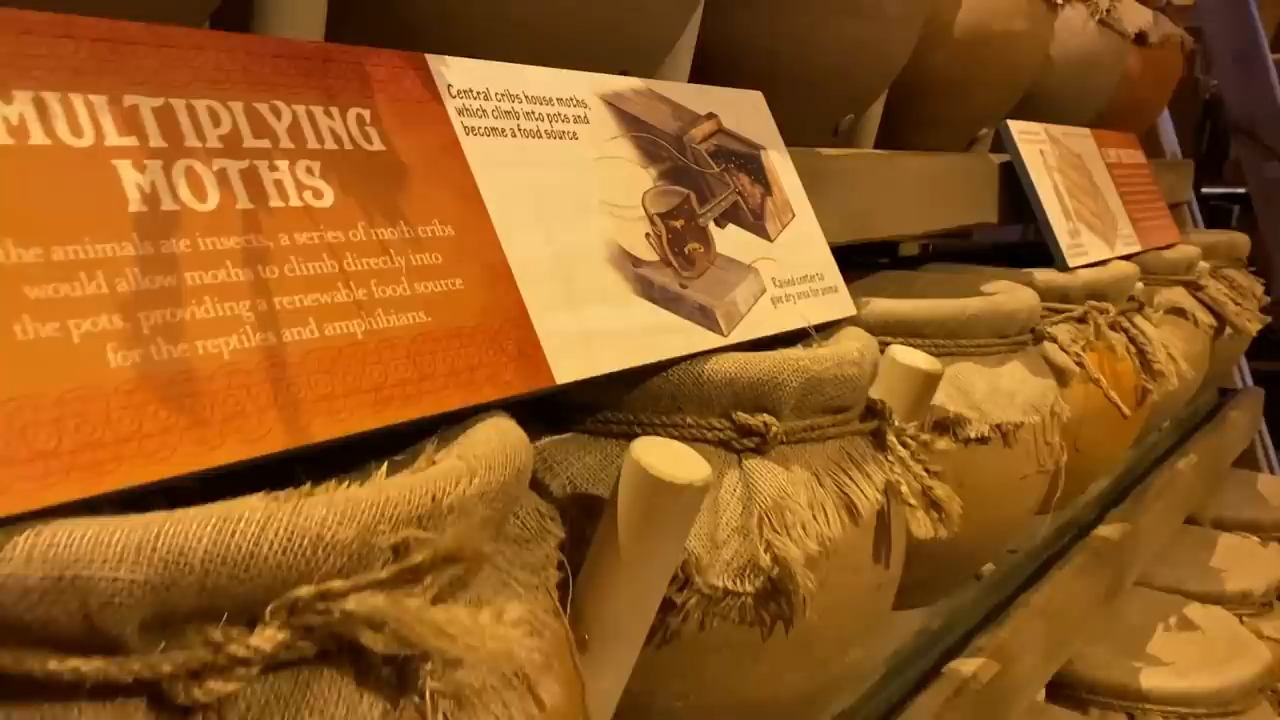 MULTIPLYING
MOTHS
the animals ate insects, a series of moth cribs
would allow moths to climb directly into
the pots, providing a renewable food source
for the reptiles and amphibians.
Central cribs house moths,
which climb into pots and
become a food source
Raised center to
give dry area for animal